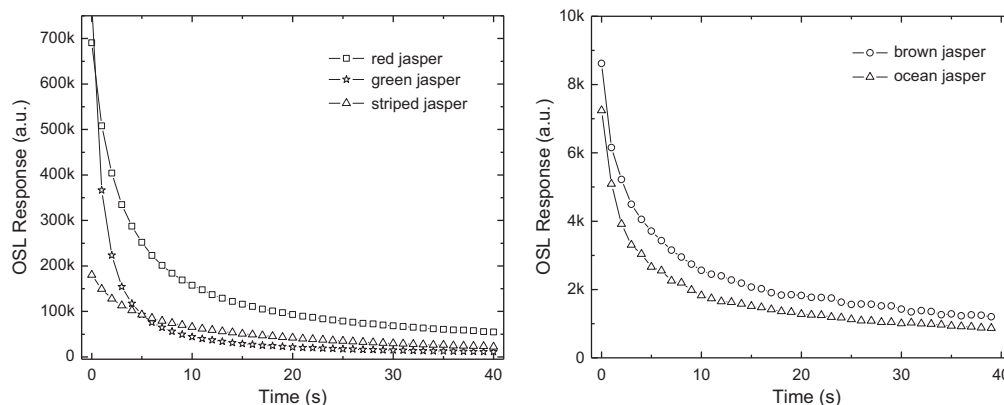 700k
600k
500k
400k
300k
200k
100k
0
OSL Response (a.u.)
red jasper
green jasper
striped jasper
0 10 20 30 40
Time (s)
10k
8k
6k
4k
2k
0
OSL Response (a.u.)
brown jasper
ocean jasper
0 10 20 30 40
Time (s)